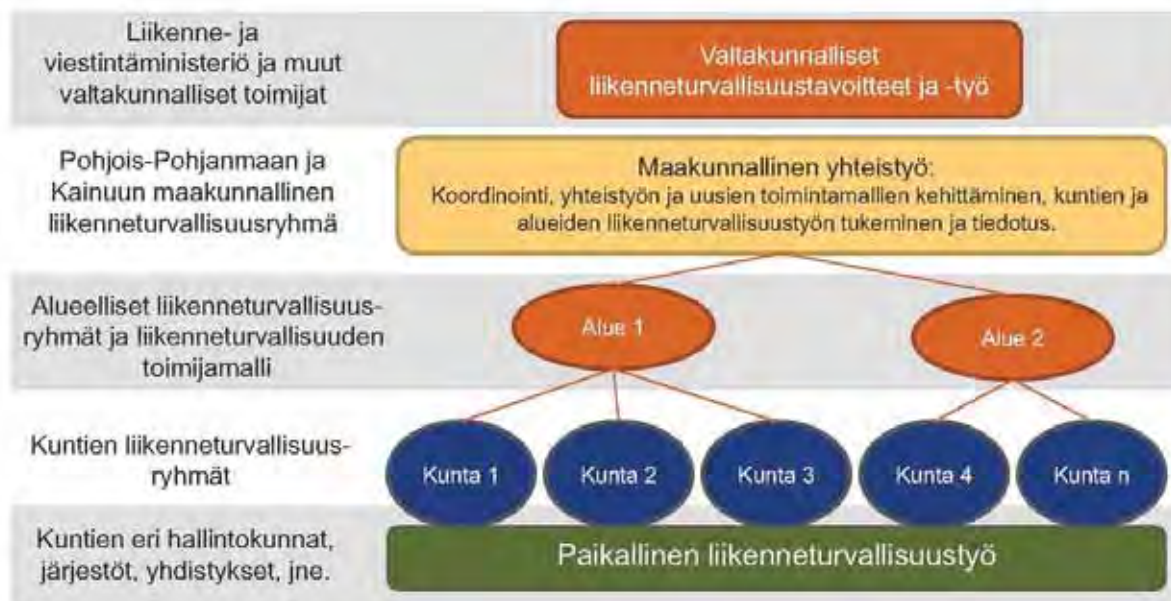 Liikenne- ja
viestintäministeriö ja muut
valtakunnalliset toimijat
Valtakunnalliset
liikenneturvallisuustavoitteet ja -työ
Pohjois-Pohjanmaan ja
Kainuun maakunnallinen
liikenneturvallisuusryhmä
Maakunnallinen yhteistyö:
Koordinointi, yhteistyön ja uusien toimintamallien kehittäminen, kuntien ja
alueiden liikenneturvallisuustyön tukeminen ja tiedotus.
Alueelliset liikenneturvallisuus-
ryhmät ja liikenneturvallisuuden
toimijamalli
Alue 1
Alue 2
Kuntien liikenneturvallisuus-
ryhmät
Kunta 1
Kunta 2
Kunta 3
Kunta 4
Kunta n
Kuntien eri hallintokunnat,
järjestöt, yhdistykset, jne.
Paikallinen liikenneturvallisuustyö